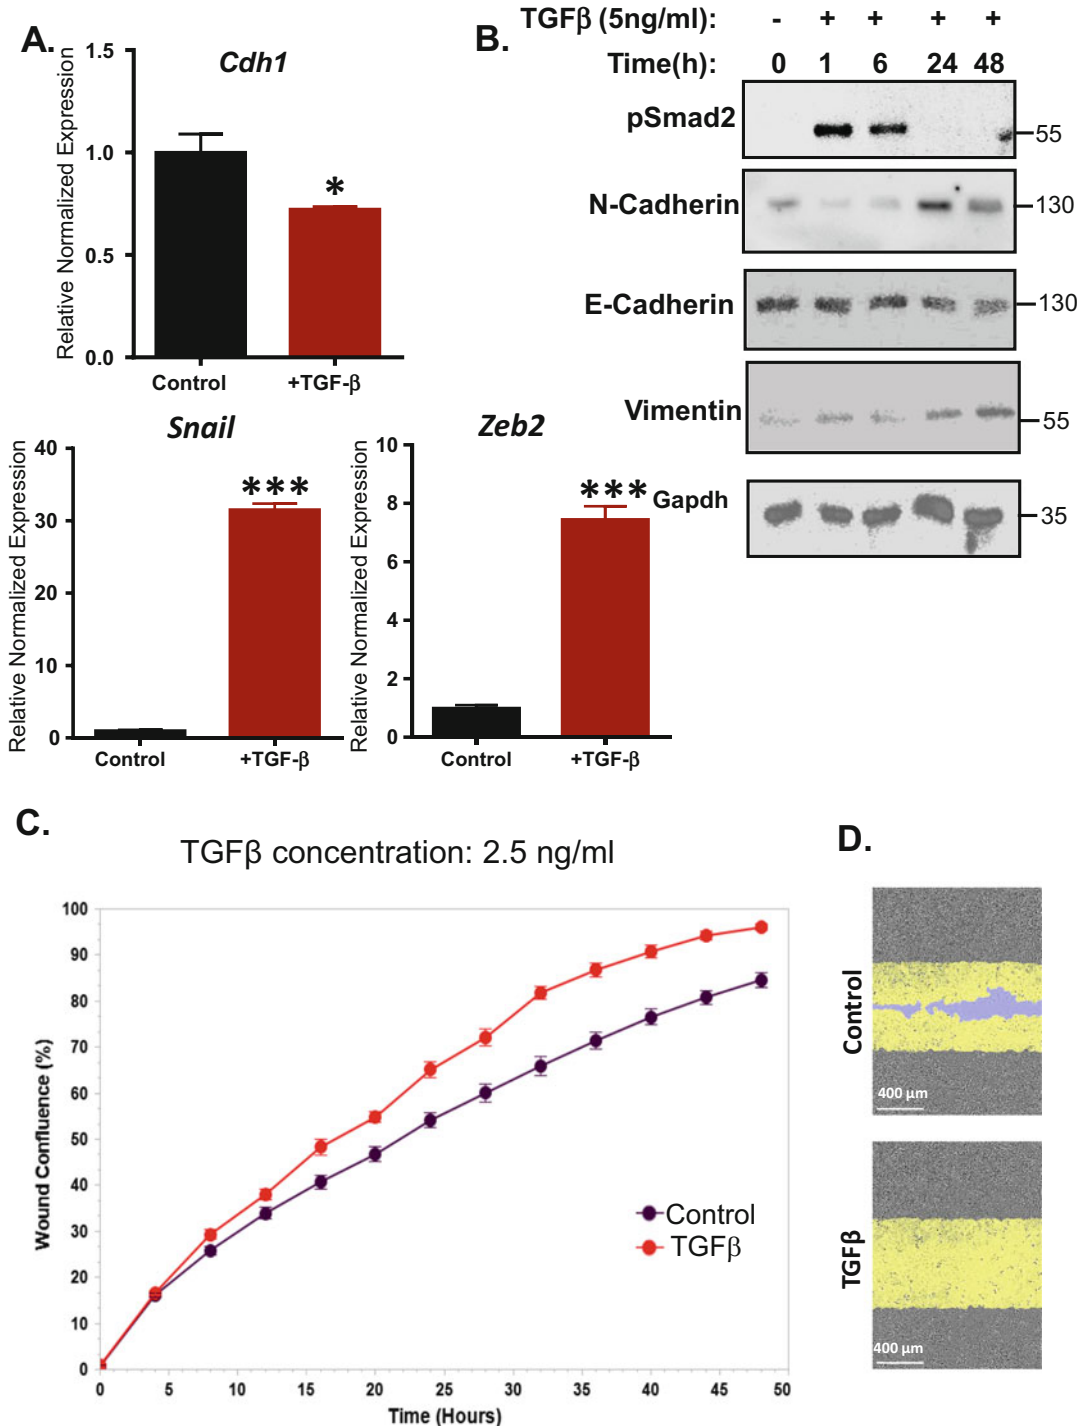 A.
Cdh1
Relative Normalized Expression
1.5
1.0
0.5
0.0
*
Control
+TGF-β
Snail
Relative Normalized Expression
40
30
20
10
0
***
Control
+TGF-β
Zeb2
Relative Normalized Expression
10
8
6
4
2
0
***
Control
+TGF-β
B.
TGFβ (5ng/ml): - + + + +
Time(h): 0 1 6 24 48
pSmad2
55
N-Cadherin
130
E-Cadherin
130
Vimentin
55
Gapdh
35
C.
TGFβ concentration: 2.5 ng/ml
Wound Confluence (%)
100
90
80
70
60
50
40
30
20
10
0
0 5 10 15 20 25 30 35 40 45 50
Time (Hours)
Control
TGFβ
D.
Control
400 μm
TGFβ
400 μm